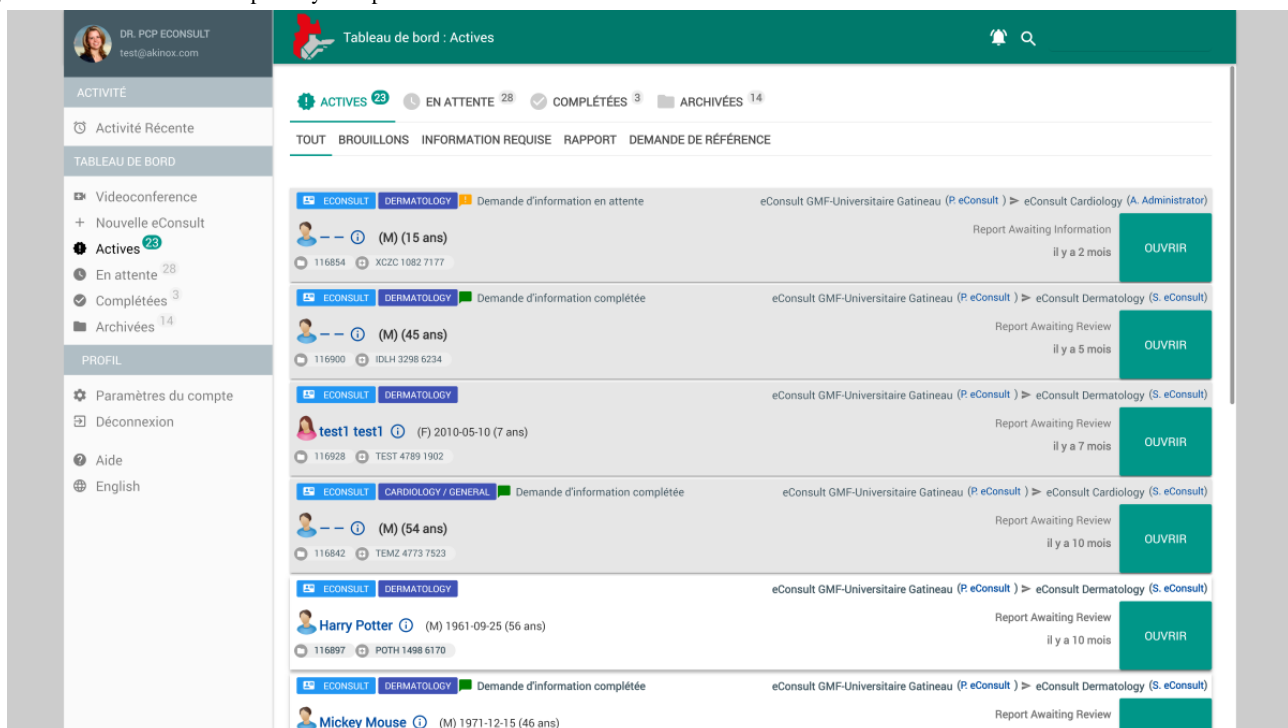 DR. PCP ECONSULT
test@akinox.com
Tableau de bord : Actives
ACTIVITÉ
Activité Récente
TABLEAU DE BORD
Videoconference
Nouvelle eConsult
Actives 23
En attente 28
Complétées 3
Archivées 14
PROFIL
Paramètres du compte
Déconnexion
Aide
English
ACTIVES 23 EN ATTENTE 28 COMPLÉTÉES 3 ARCHIVÉES 14
TOUT BROUILLONS INFORMATION REQUISE RAPPORT DEMANDE DE RÉFÉRENCE
ECONSULT DERMATOLOGY Demande d'information en attente eConsult GMF-Universitaire Gatineau (P. eConsult ) eConsult Cardiology (A. Administrator)
– – (M) (15 ans) Report Awaiting Information
il y a 2 mois OUVRIR
116854 XCZC 1082 7177
ECONSULT DERMATOLOGY Demande d'information complétée eConsult GMF-Universitaire Gatineau (P. eConsult ) eConsult Dermatology (S. eConsult)
– – (M) (45 ans) Report Awaiting Review
il y a 5 mois OUVRIR
116900 IDLH 3298 6234
ECONSULT DERMATOLOGY eConsult GMF-Universitaire Gatineau (P. eConsult ) eConsult Dermatology (S. eConsult)
test1 test1 (F) 2010-05-10 (7 ans) Report Awaiting Review
il y a 7 mois OUVRIR
116928 TEST 4789 1902
ECONSULT CARDIOLOGY / GENERAL Demande d'information complétée eConsult GMF-Universitaire Gatineau (P. eConsult ) eConsult Cardiology (S. eConsult)
– – (M) (54 ans) Report Awaiting Review
il y a 10 mois OUVRIR
116842 TEMZ 4773 7523
ECONSULT DERMATOLOGY eConsult GMF-Universitaire Gatineau (P. eConsult ) eConsult Dermatology (S. eConsult)
Harry Potter (M) 1961-09-25 (56 ans) Report Awaiting Review
il y a 10 mois OUVRIR
116897 POTH 1498 6170
ECONSULT DERMATOLOGY Demande d'information complétée eConsult GMF-Universitaire Gatineau (P. eConsult ) eConsult Dermatology (S. eConsult)
Mickey Mouse (M) 1971-12-15 (46 ans) Report Awaiting Review